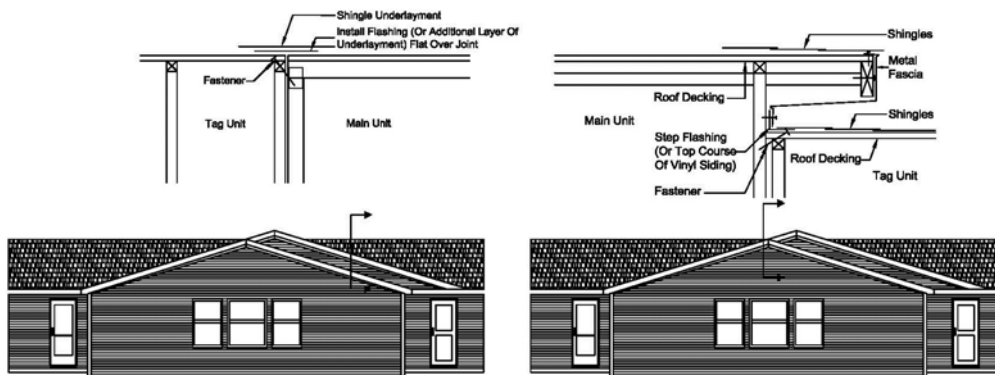 Shingle Underlayment
Install Flashing (Or Additional Layer Of
Underlayment) Flat Over Joint
Fastener
Tag Unit
Main Unit
Shingles
Metal
Fascia
Roof Decking
Main Unit
Shingles
Step Flashing
(Or Top Course
Of Vinyl Siding)
Roof Decking
Tag Unit
Fastener